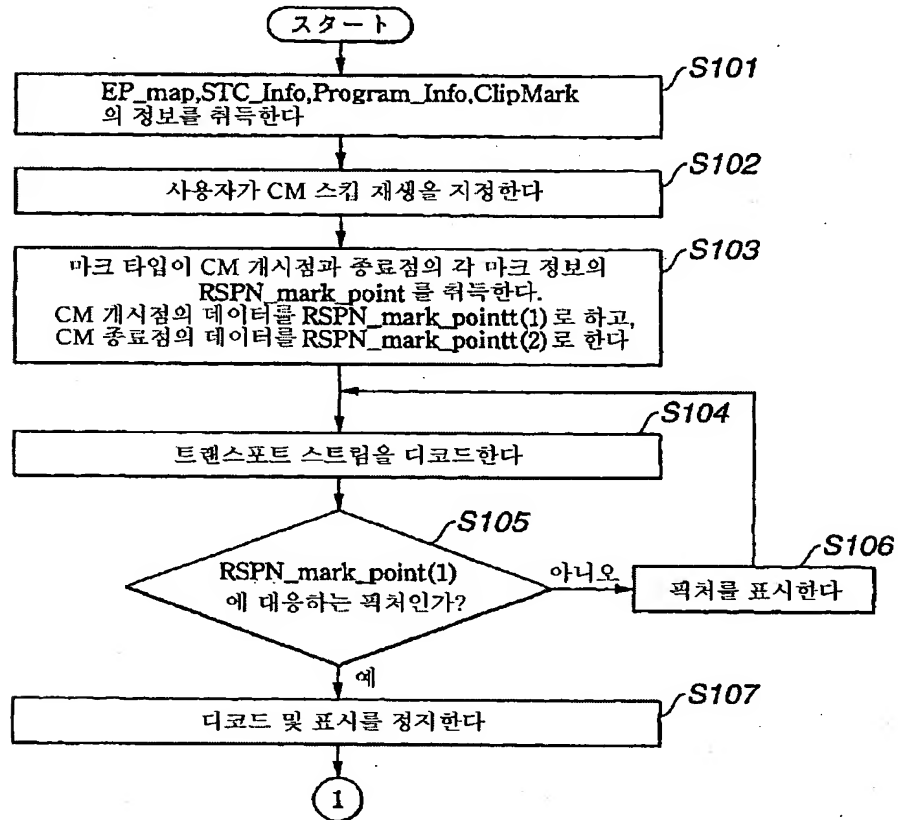 スタート
S101
EP_map,STC_Info,Program_Info,ClipMark
의 정보를 취득한다
S102
사용자가 CM 스킵 재생을 지정한다
S103
마크 타입이 CM 개시점과 종료점의 각 마크 정보의
RSPN_mark_point 를 취득한다.
CM 개시점의 데이터를 RSPN_mark_pointt(1) 로 하고,
CM 종료점의 데이터를 RSPN_mark_pointt(2) 로 한다
S104
트랜스포트 스트림을 디코드한다
S105
RSPN_mark_point(1)
에 대응하는 픽처인가?
아니오
S106
픽처를 표시한다
예
S107
디코드 및 표시를 정지한다
1